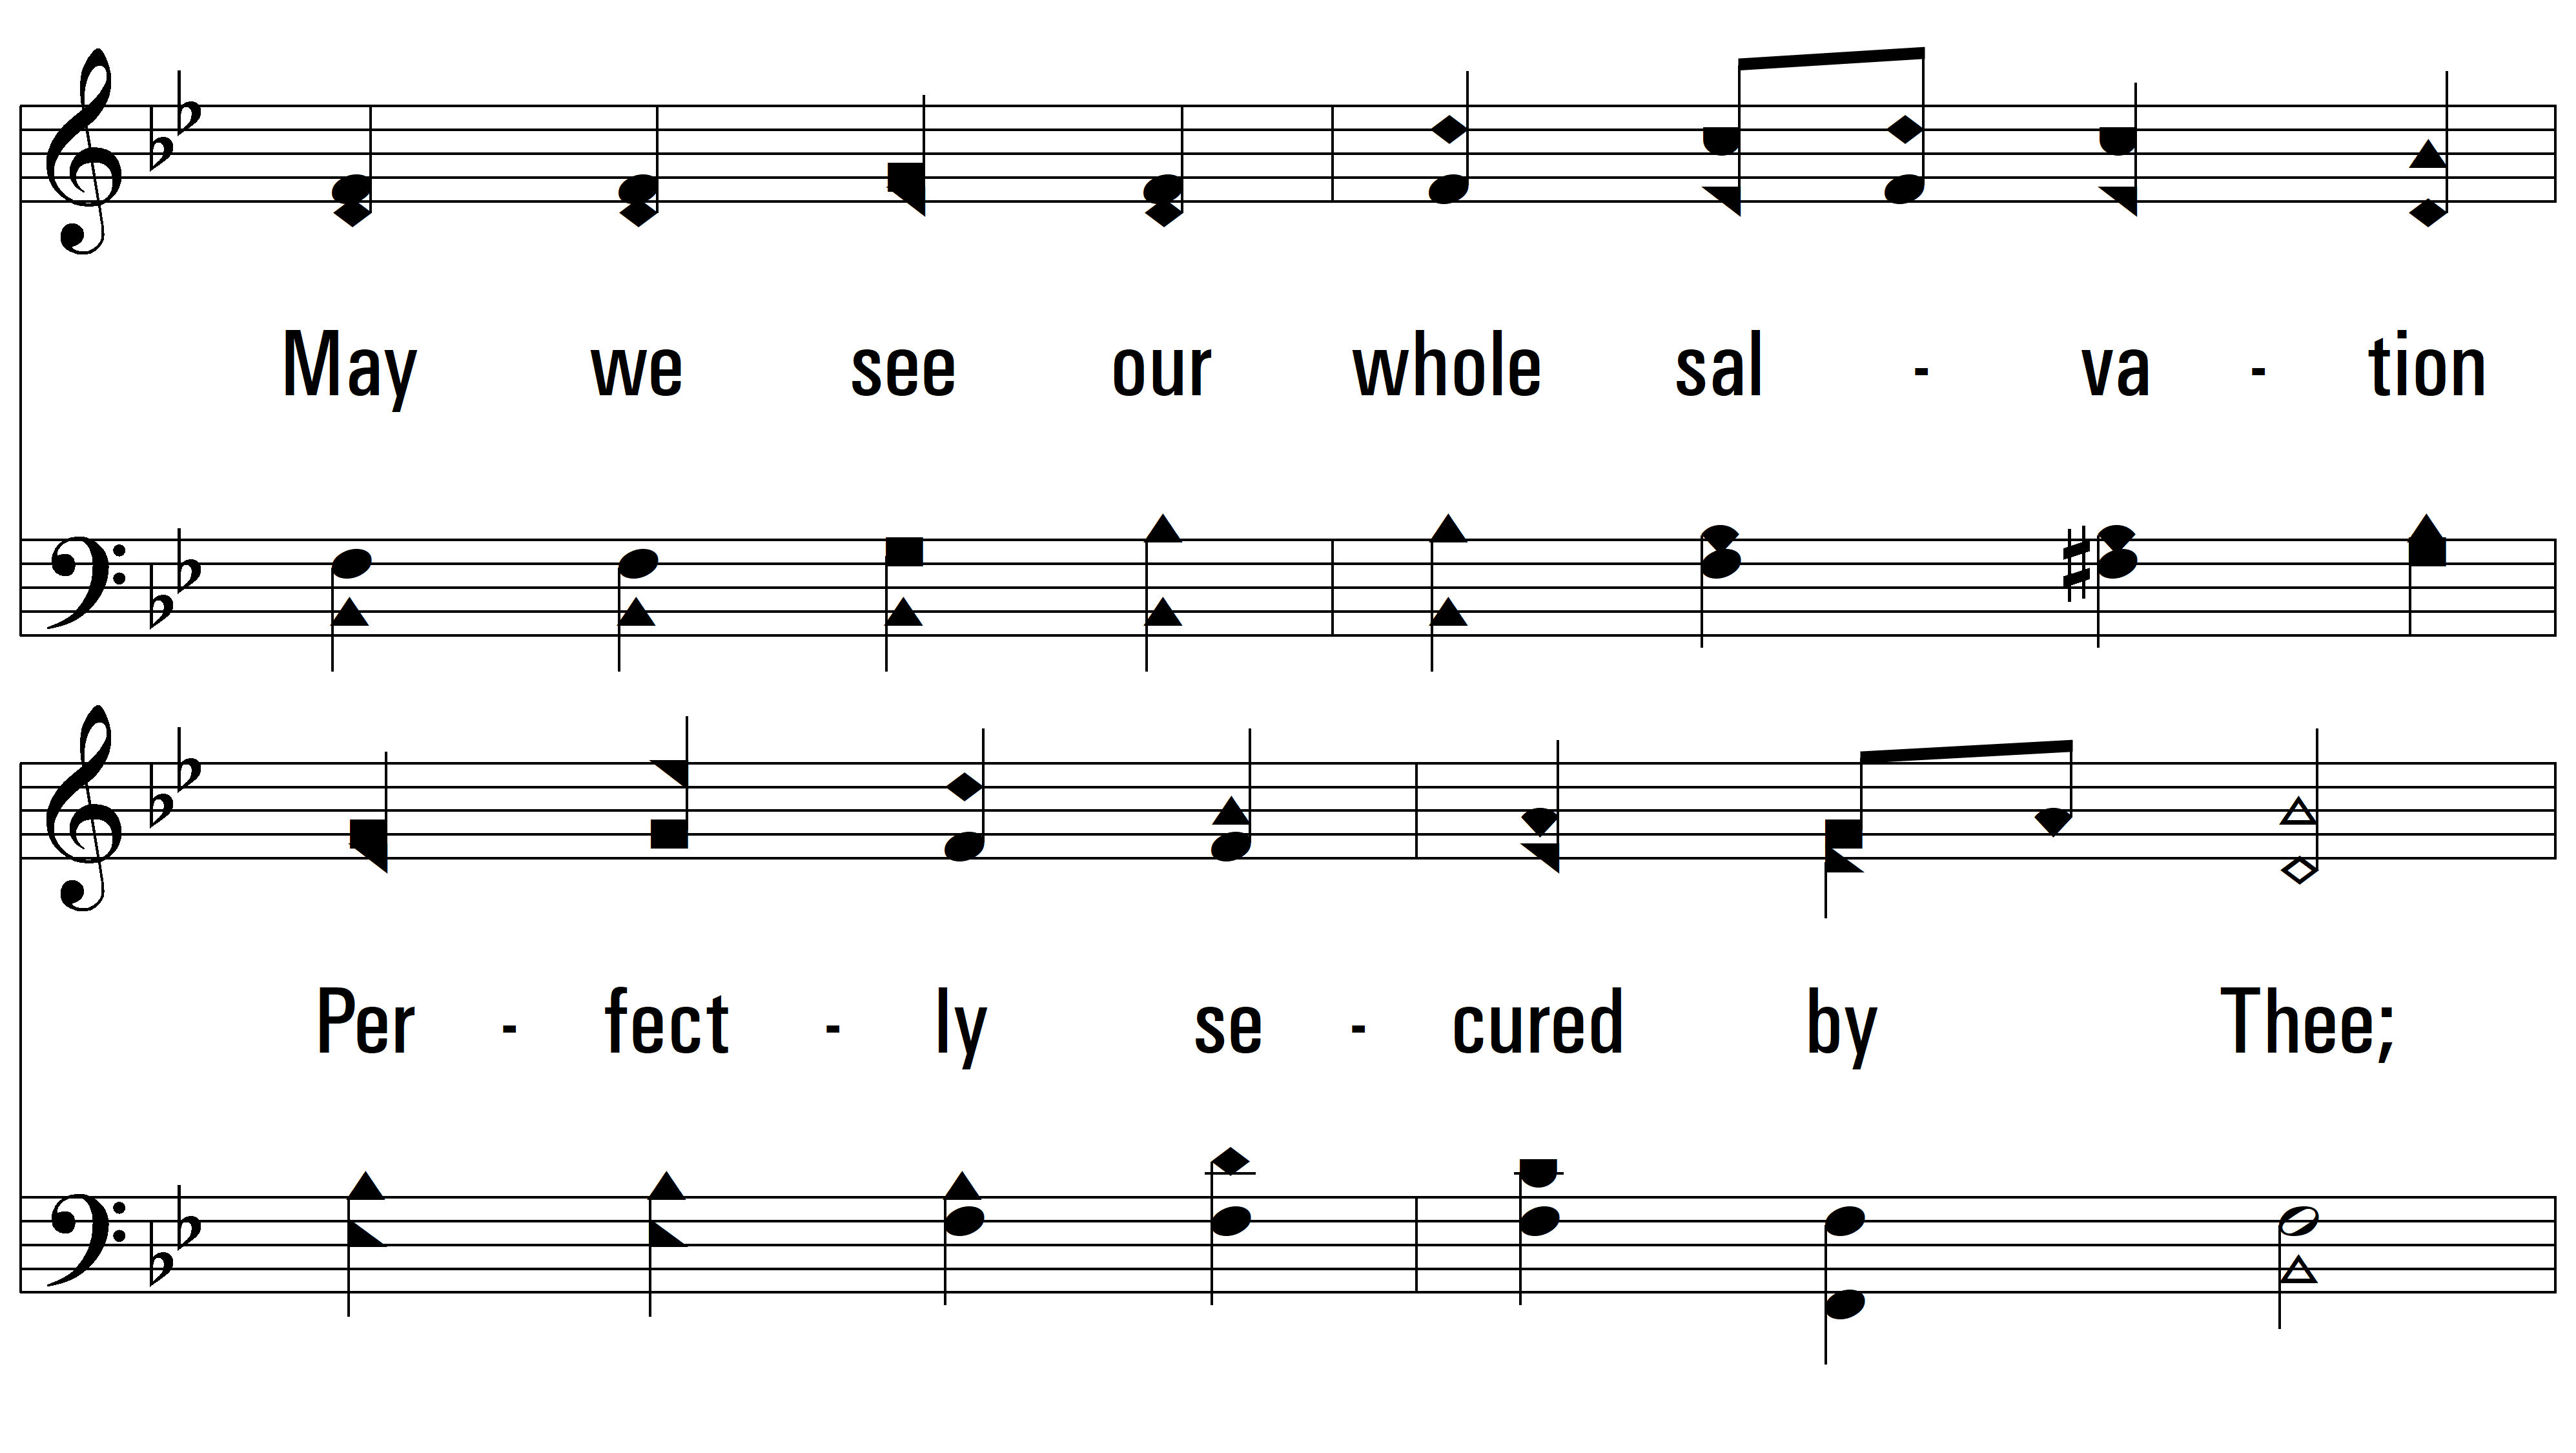 May we see our whole sal - va - tion
Per - fect - ly se - cured by Thee;